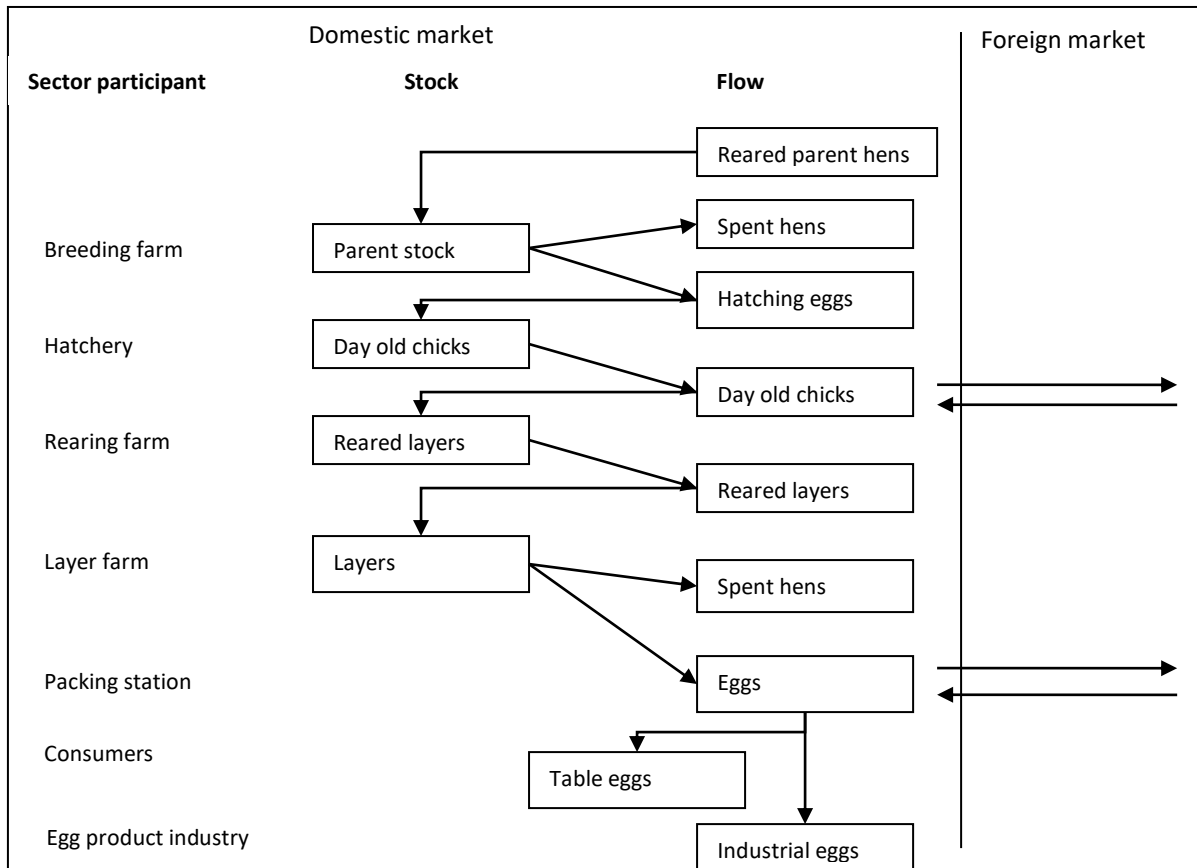 Domestic market
Foreign market
Sector participant
Stock
Flow
Reared parent hens
Spent hens
Breeding farm
Parent stock
Hatching eggs
Hatchery
Day old chicks
Day old chicks
Rearing farm
Reared layers
Reared layers
Layer farm
Layers
Spent hens
Packing station
Eggs
Consumers
Table eggs
Egg product industry
Industrial eggs